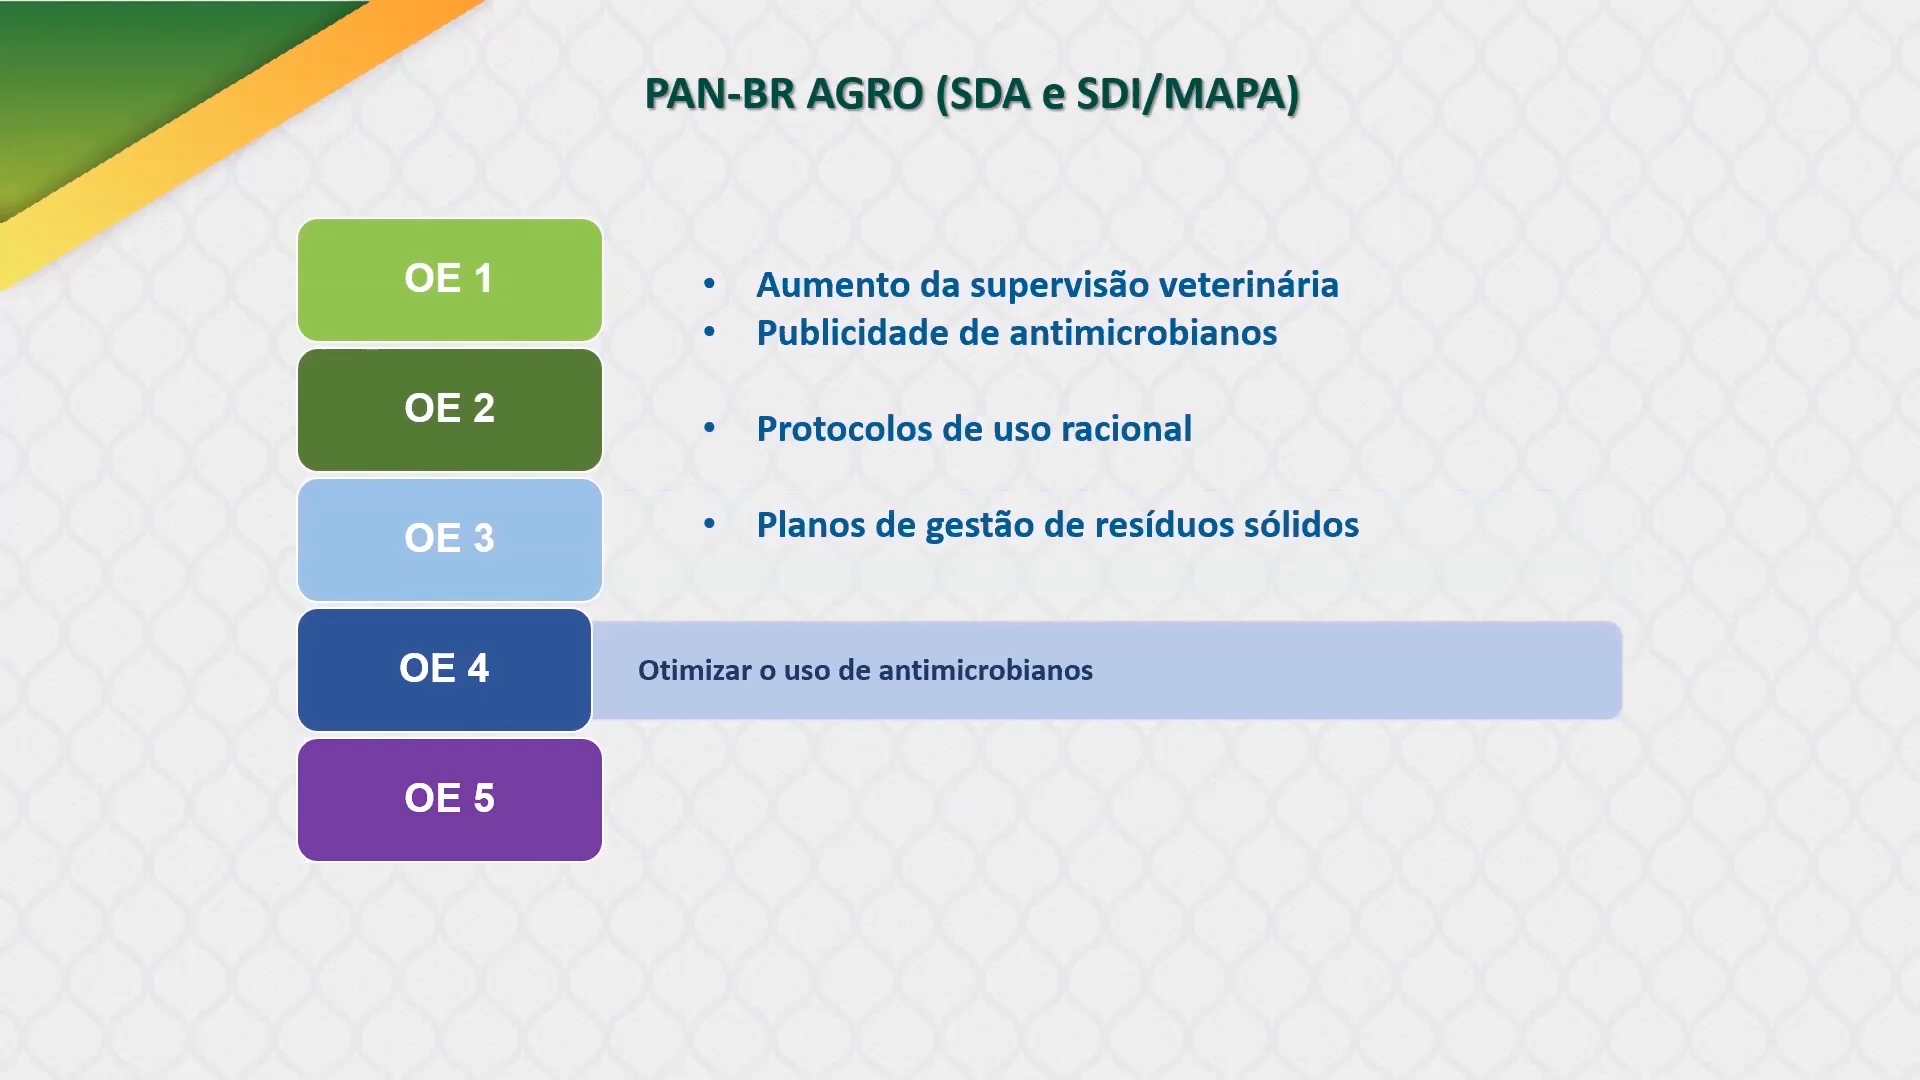 PAN-BR AGRO (SDA e SDI/MAPA)
OE 1
• Aumento da supervisão veterinária
• Publicidade de antimicrobianos
OE 2
• Protocolos de uso racional
OE 3
• Planos de gestão de resíduos sólidos
OE 4
Otimizar o uso de antimicrobianos
OE 5